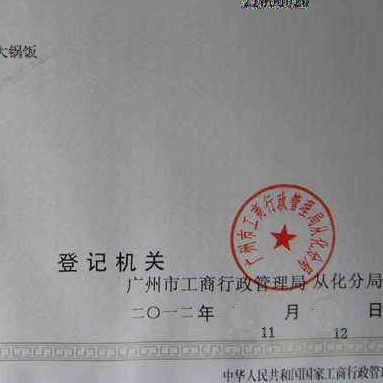 大锅饭
登记机关
广州市工商行政管理局从化分局
广州市工商行政管理局从化分局
二〇一二年 11 月 12 日
中华人民共和国国家工商行政管